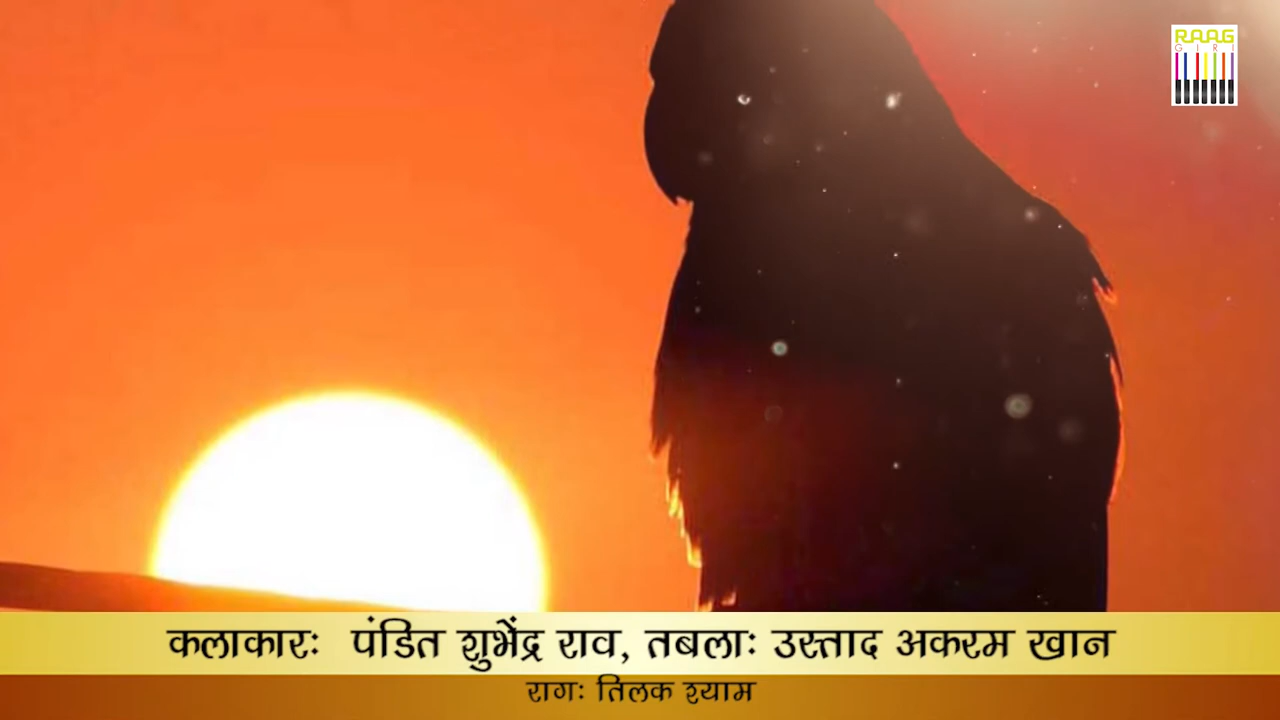 RAAG
GIRI
कलाकारः पंडित शुभेंद्र राव, तबलाः उस्ताद अकरम खान
रागः तिलक श्याम